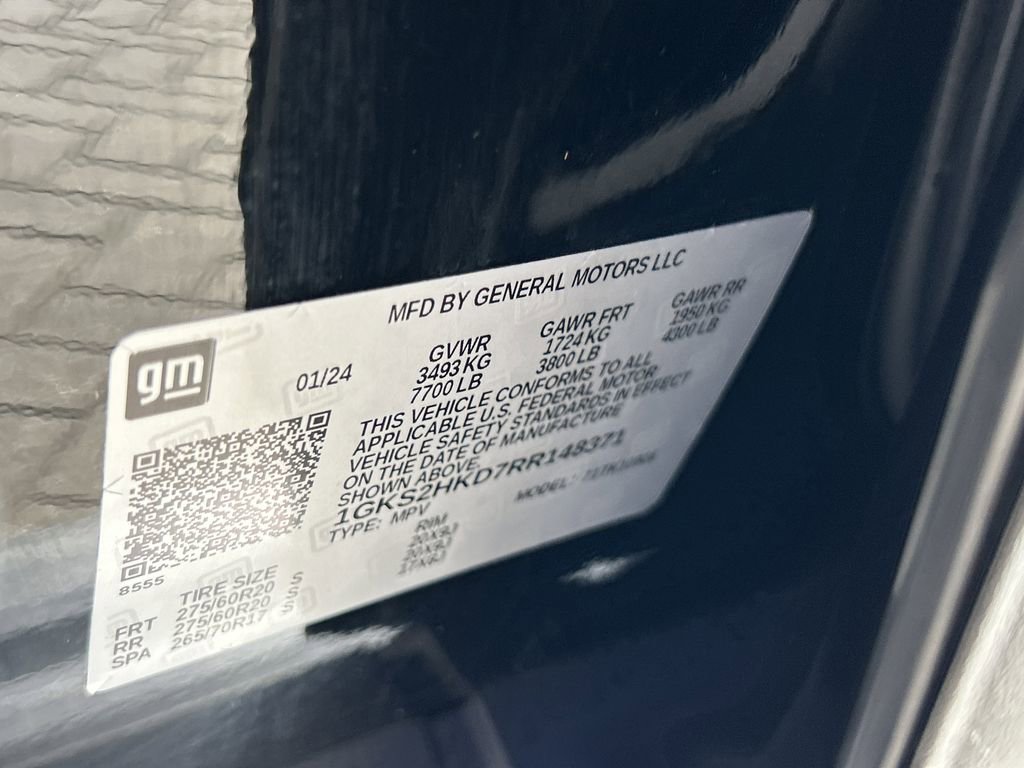 MFD BY GENERAL MOTORS LLC
gm
01/24
GVWR GAWR FRT GAWR RR
3493 KG 1724 KG 1950 KG
7700 LB 3800 LB 4300 LB
THIS VEHICLE CONFORMS TO ALL
APPLICABLE U.S. FEDERAL MOTOR
VEHICLE SAFETY STANDARDS IN EFFECT
ON THE DATE OF MANUFACTURE
SHOWN ABOVE.
1GKS2HKD7RR148371
TYPE: MPV MODEL:
8555
TIRE SIZE RIM
FRT 275/60R20 S 20X9J
RR 275/60R20 S 20X9J
SPA 265/70R17 S